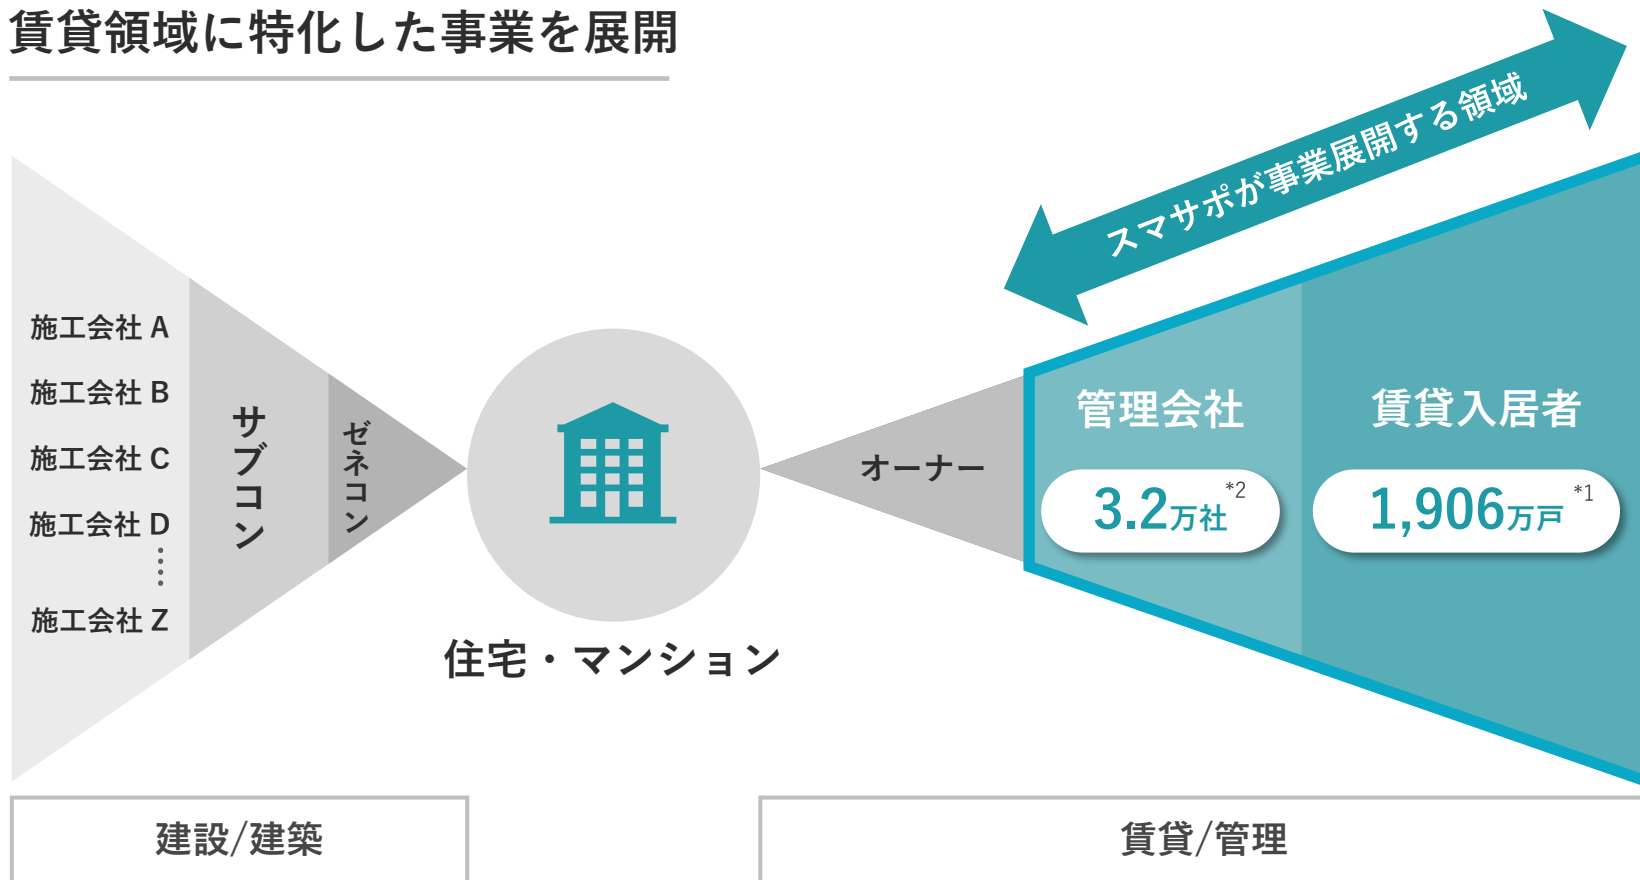 賃貸領域に特化した事業を展開
スマサポが事業展開する領域
施工会社 A
施工会社 B
施工会社 C
施工会社 D
施工会社 Z
サブコン
ゼネコン
住宅・マンション
オーナー
管理会社
3.2万社*2
賃貸入居者
1,906万戸*1
建設/建築
賃貸/管理